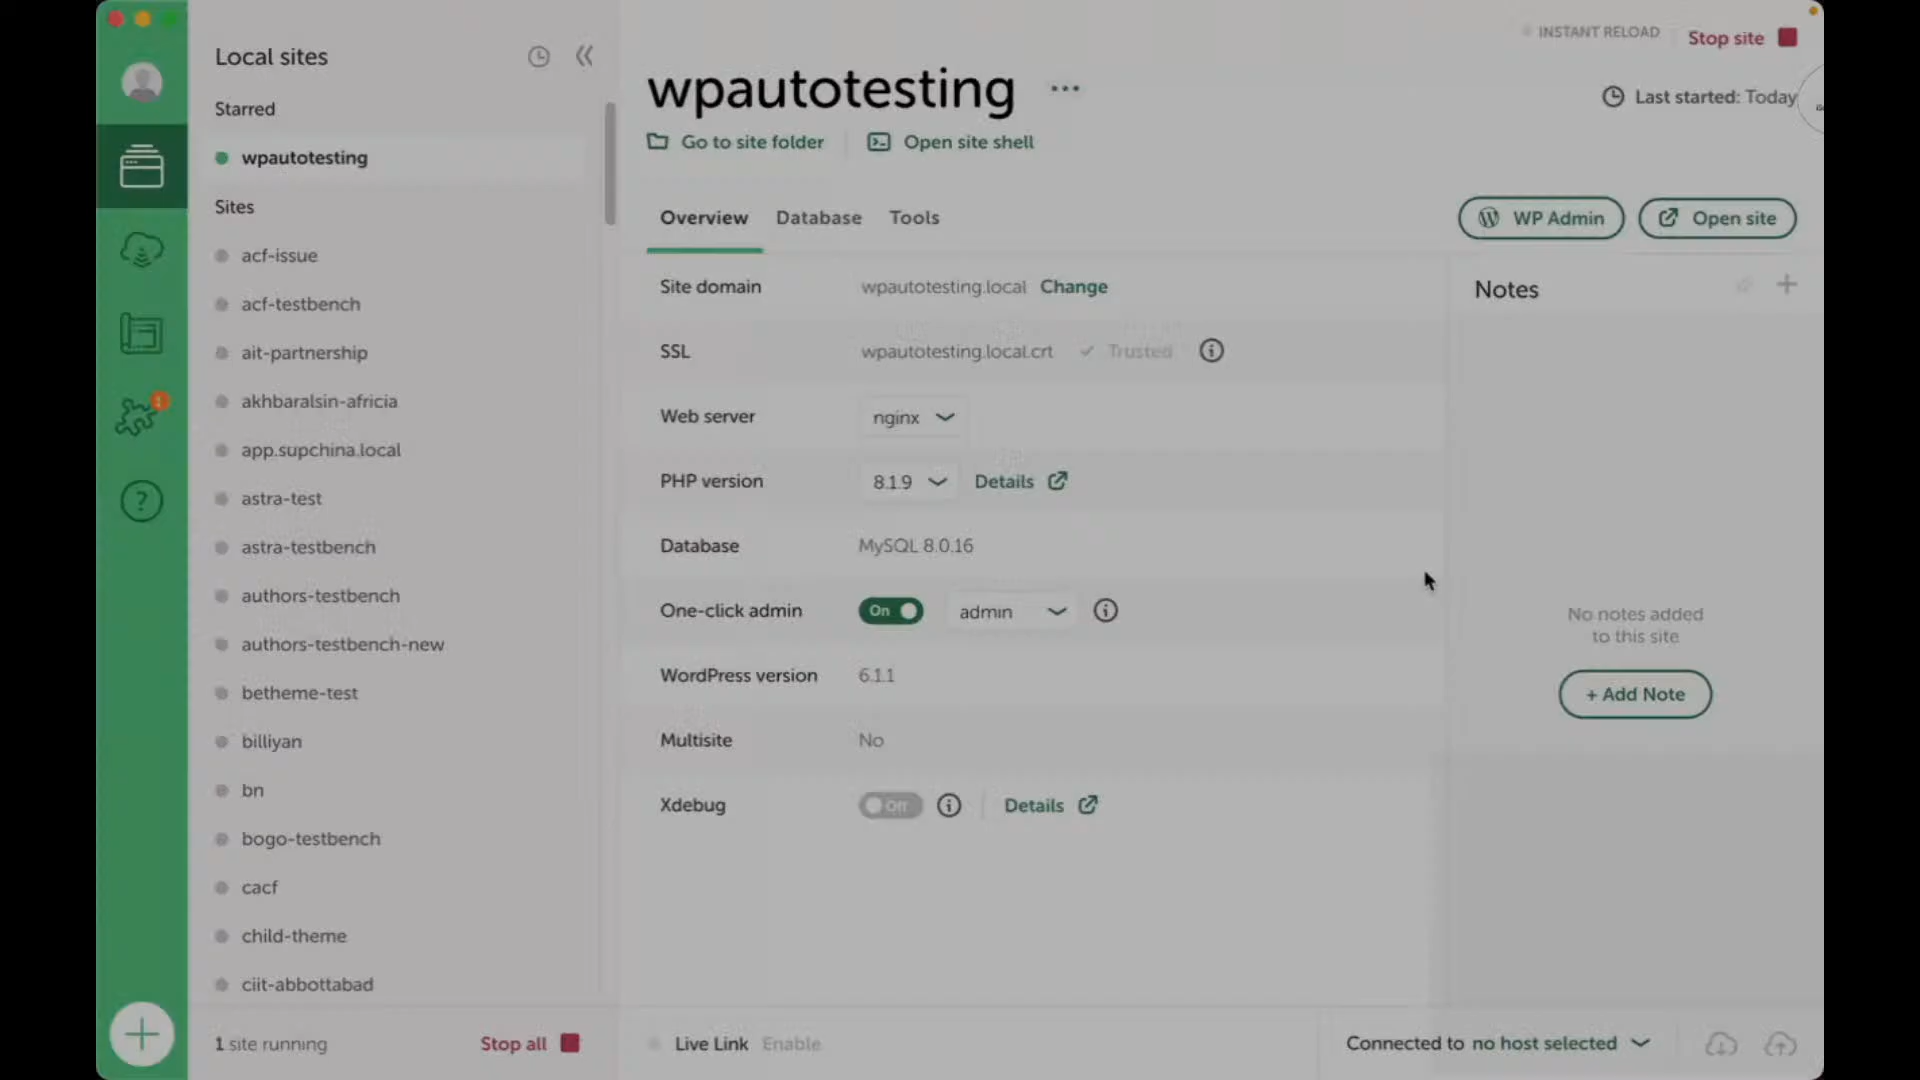 Local sites
Starred
wpautotesting
Sites
acf-issue
acf-testbench
ait-partnership
akhbaralsin-africia
app.supchina.local
astra-test
astra-testbench
authors-testbench
authors-testbench-new
betheme-test
billiyan
bn
bogo-testbench
cacf
child-theme
ciit-abbottabad
1 site running
Stop all
INSTANT RELOAD
Stop site
wpautotesting
Last started: Today
Go to site folder
Open site shell
Overview
Database
Tools
WP Admin
Open site
Site domain
wpautotesting.local
Change
SSL
wpautotesting.local.crt
Trusted
Web server
nginx
PHP version
8.1.9
Details
Database
MySQL 8.0.16
One-click admin
On
admin
WordPress version
6.1.1
Multisite
No
Xdebug
Off
Details
Notes
No notes added
to this site
+ Add Note
Live Link
Enable
Connected to no host selected